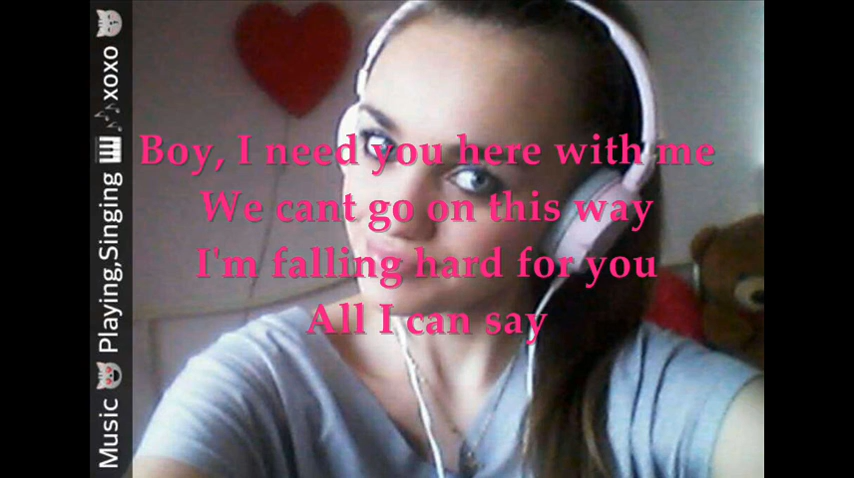 Music 😈 Playing,Singing 🎹🎶xoxo 😺
Boy, I need you here with me
We cant go on this way
I'm falling hard for you
All I can say